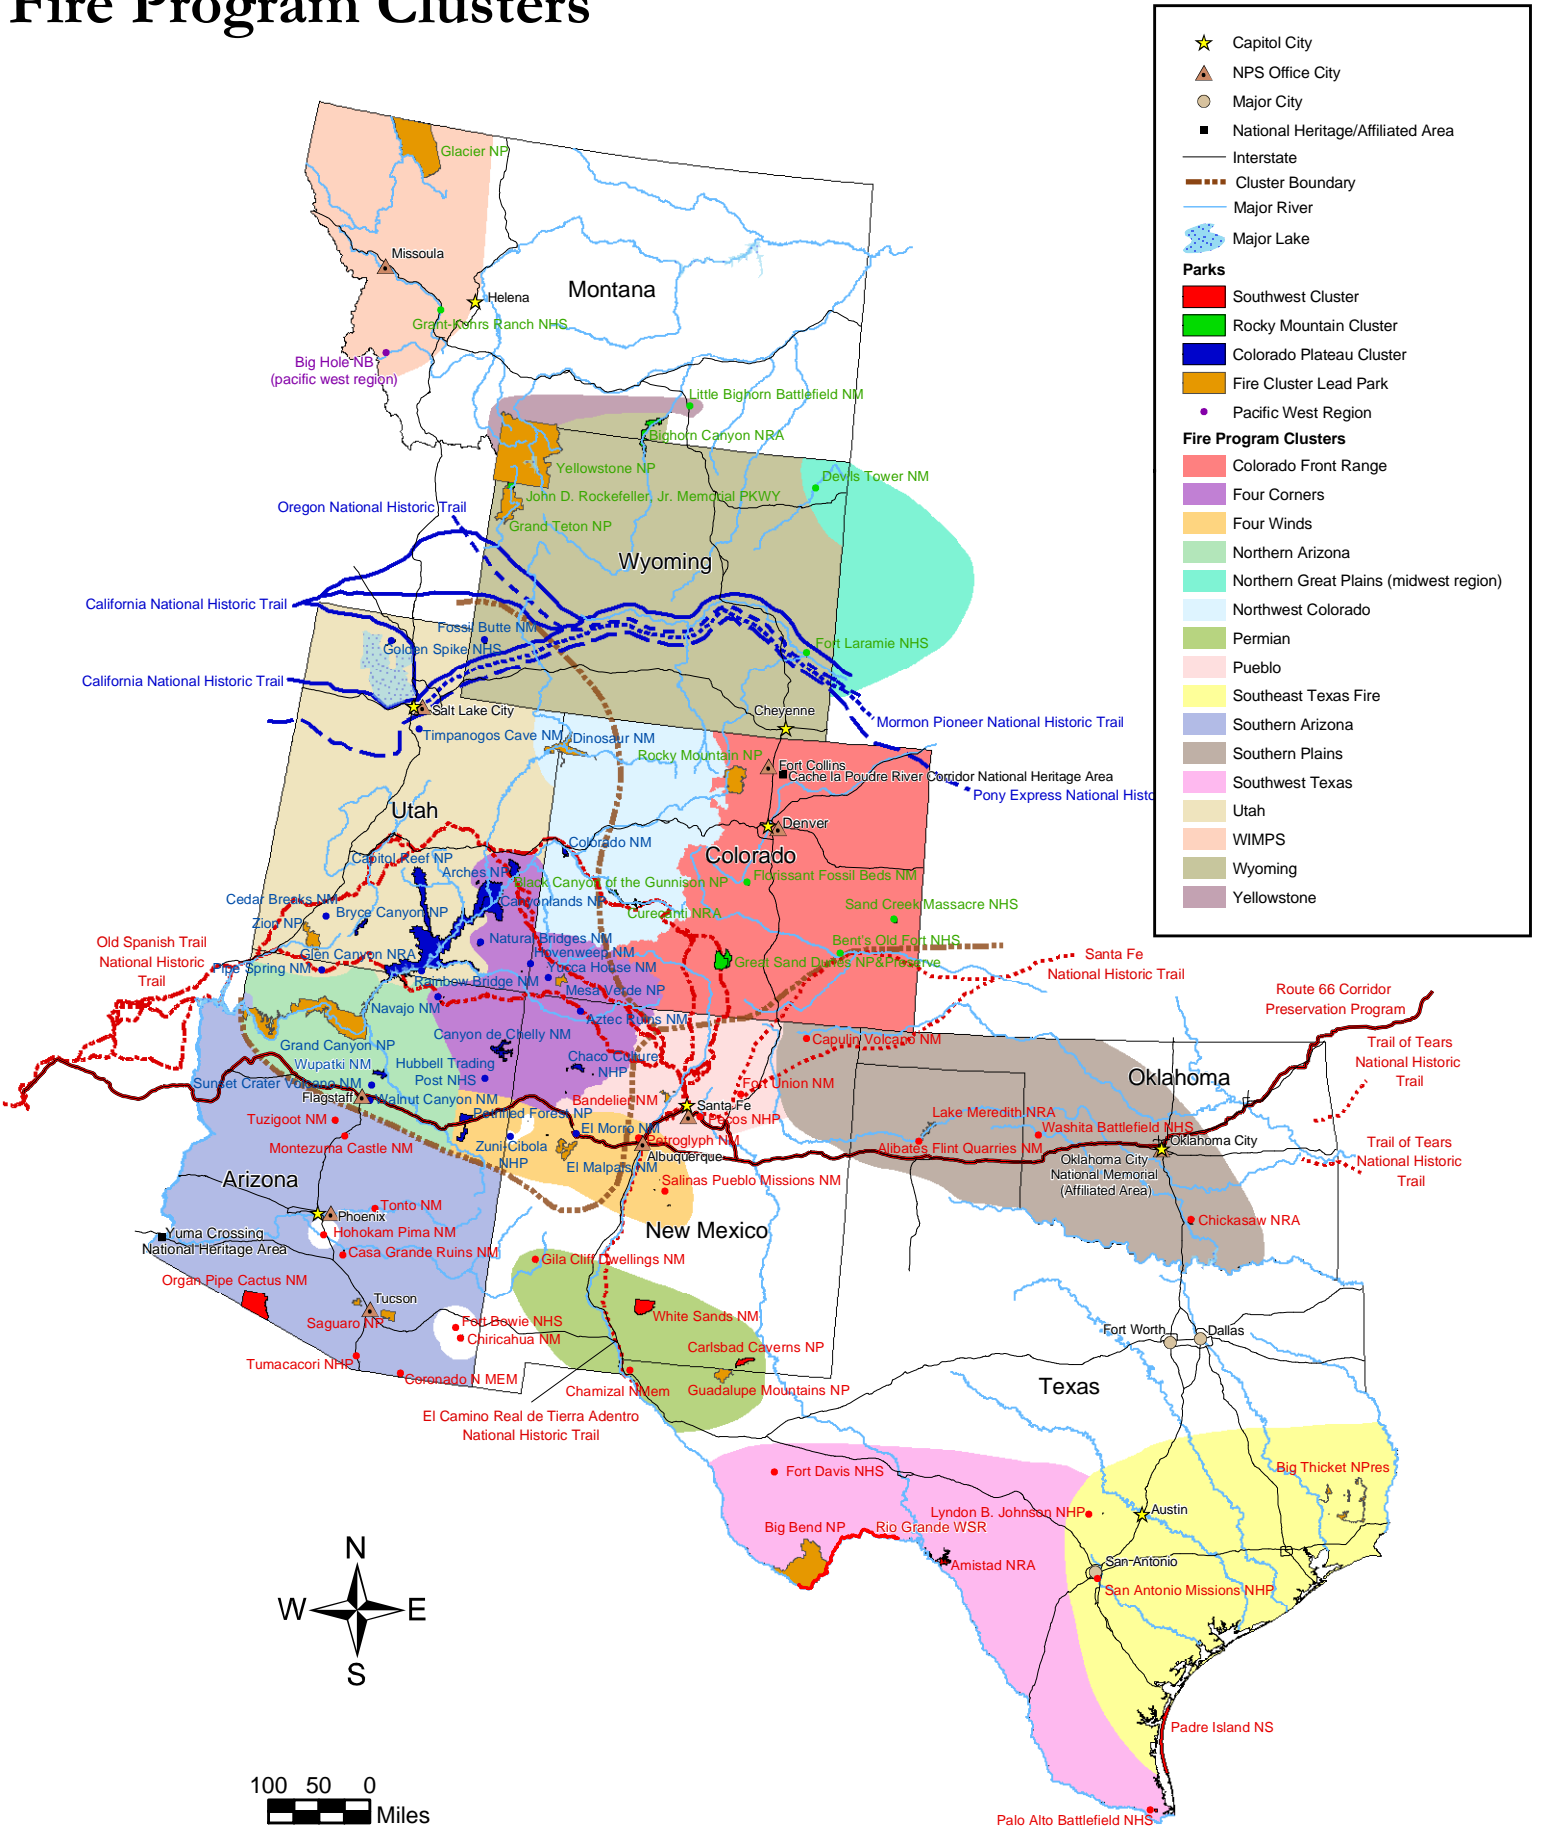 Fire Program Clusters
Capitol City
NPS Office City
Major City
National Heritage/Affiliated Area
Interstate
Cluster Boundary
Major River
Major Lake
Parks
Southwest Cluster
Rocky Mountain Cluster
Colorado Plateau Cluster
Fire Cluster Lead Park
Pacific West Region
Fire Program Clusters
Colorado Front Range
Four Corners
Four Winds
Northern Arizona
Northern Great Plains (midwest region)
Northwest Colorado
Permian
Pueblo
Southeast Texas Fire
Southern Arizona
Southern Plains
Southwest Texas
Utah
WIMPS
Wyoming
Yellowstone
Glacier NP
Missoula
Helena
Montana
Grant-Kohrs Ranch NHS
Big Hole NB
(pacific west region)
Little Bighorn Battlefield NM
Bighorn Canyon NRA
Yellowstone NP
Devils Tower NM
John D. Rockefeller, Jr. Memorial PKWY
Oregon National Historic Trail
Grand Teton NP
Wyoming
California National Historic Trail
Fossil Butte NM
Golden Spike NHS
Fort Laramie NHS
California National Historic Trail
Salt Lake City
Cheyenne
Mormon Pioneer National Historic Trail
Timpanogos Cave NM
Dinosaur NM
Rocky Mountain NP
Fort Collins
Cache la Poudre River Corridor National Heritage Area
Pony Express National Histo
Utah
Denver
Colorado NM
Colorado
Capitol Reef NP
Arches NP
Black Canyon of the Gunnison NP
Florissant Fossil Beds NM
Cedar Breaks NM
Canyonlands NP
Bryce Canyon NP
Curecanti NRA
Sand Creek Massacre NHS
Zion NP
Natural Bridges NM
Bent's Old Fort NHS
Old Spanish Trail
National Historic
Trail
Glen Canyon NRA
Hovenweep NM
Santa Fe
National Historic Trail
Pipe Spring NM
Yucca House NM
Great Sand Dunes NP&Preserve
Rainbow Bridge NM
Mesa Verde NP
Route 66 Corridor
Preservation Program
Navajo NM
Aztec Ruins NM
Canyon de Chelly NM
Capulin Volcano NM
Trail of Tears
National Historic
Trail
Grand Canyon NP
Wupatki NM
Hubbell Trading
Post NHS
Chaco Culture
NHP
Oklahoma
Sunset Crater Volcano NM
Fort Union NM
Flagstaff
Walnut Canyon NM
Bandelier NM
Santa Fe
Tuzigoot NM
Petrified Forest NP
Pecos NHP
Lake Meredith NRA
El Morro NM
Washita Battlefield NHS
Montezuma Castle NM
Zuni-Cibola
NHP
Petroglyph NM
Alibates Flint Quarries NM
Oklahoma City
Albuquerque
El Malpais NM
Oklahoma City
National Memorial
(Affiliated Area)
Trail of Tears
National Historic
Trail
Arizona
Salinas Pueblo Missions NM
Tonto NM
Phoenix
New Mexico
Chickasaw NRA
Yuma Crossing
National Heritage Area
Hohokam Pima NM
Casa Grande Ruins NM
Gila Cliff Dwellings NM
Organ Pipe Cactus NM
Tucson
White Sands NM
Saguaro NP
Fort Bowie NHS
Fort Worth
Dallas
Chiricahua NM
Carlsbad Caverns NP
Tumacacori NHP
Coronado N MEM
Chamizal NMem
Guadalupe Mountains NP
Texas
El Camino Real de Tierra Adentro
National Historic Trail
Fort Davis NHS
Big Thicket NPres
Lyndon B. Johnson NHP
Austin
Big Bend NP
Rio Grande WSR
Amistad NRA
San Antonio
San Antonio Missions NHP
N
W
E
S
Padre Island NS
100 50 0
Miles
Palo Alto Battlefield NHS